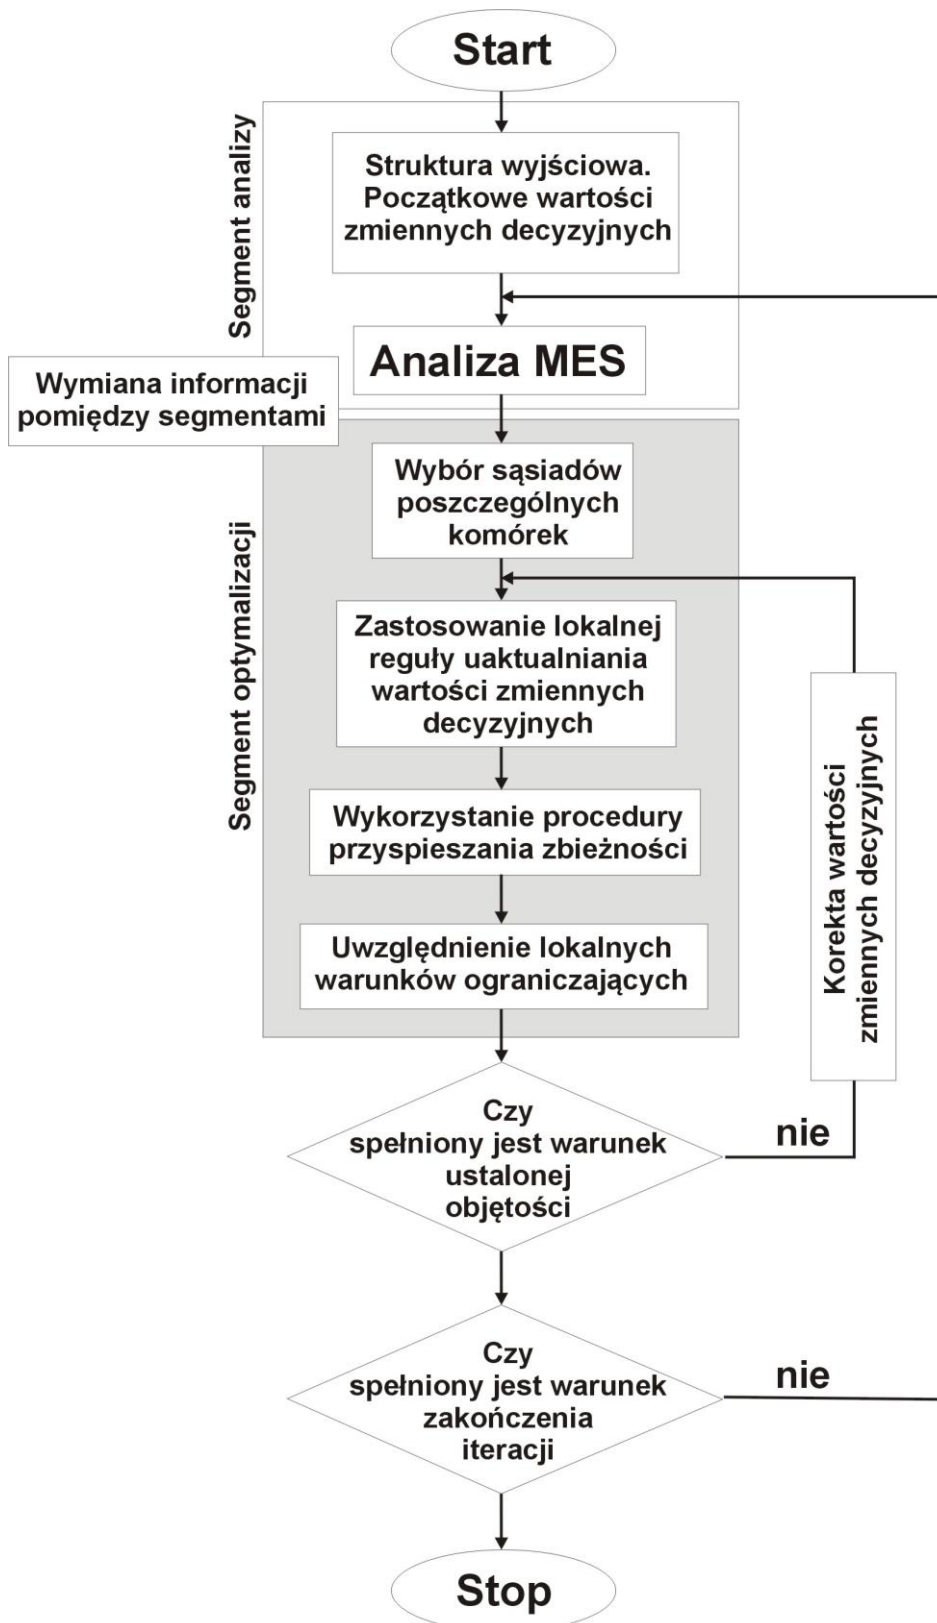 Start
Segment analizy
Struktura wyjściowa.
Początkowe wartości
zmiennych decyzyjnych
Analiza MES
Wymiana informacji
pomiędzy segmentami
Segment optymalizacji
Wybór sąsiadów
poszczególnych
komórek
Zastosowanie lokalnej
reguły uaktualniania
wartości zmiennych
decyzyjnych
Wykorzystanie procedury
przyspieszania zbieżności
Uwzględnienie lokalnych
warunków ograniczających
Korekta wartości
zmiennych decyzyjnych
Czy
spełniony jest warunek
ustalonej
objętości
nie
Czy
spełniony jest warunek
zakończenia
iteracji
nie
Stop